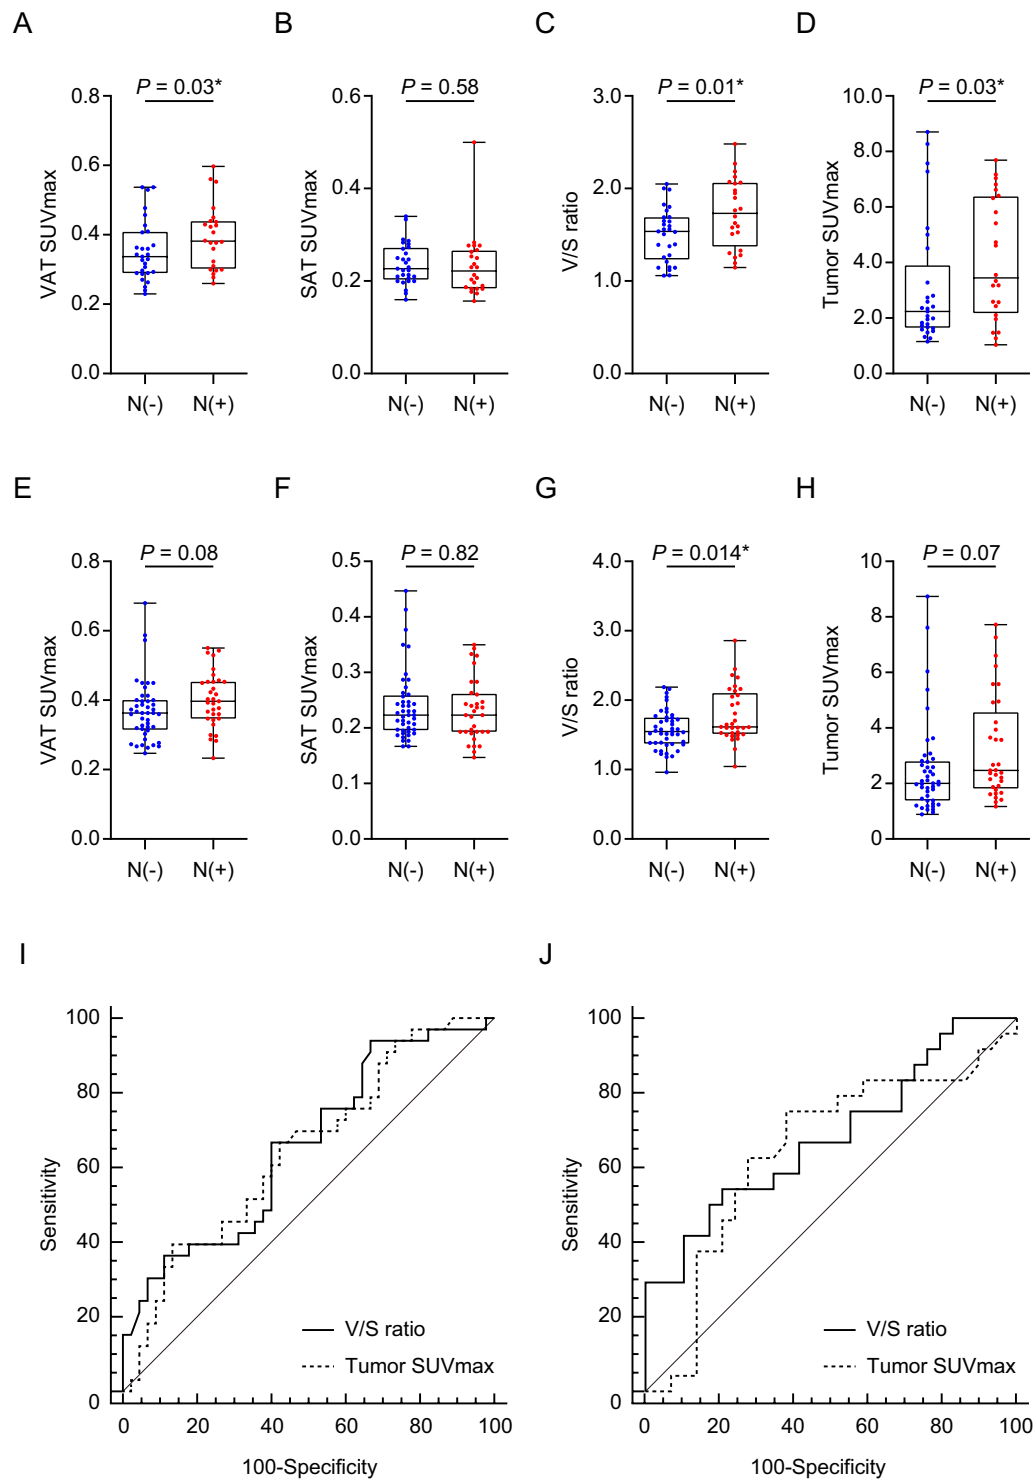 A B C D
P = 0.03*
0.8
0.6
0.4
0.2
0.0
VAT SUVmax
N(-) N(+)
P = 0.58
0.6
0.4
0.2
0.0
SAT SUVmax
N(-) N(+)
P = 0.01*
3.0
2.0
1.0
0.0
V/S ratio
N(-) N(+)
P = 0.03*
10.0
8.0
6.0
4.0
2.0
0.0
Tumor SUVmax
N(-) N(+)
E F G H
P = 0.08
0.8
0.6
0.4
0.2
0.0
VAT SUVmax
N(-) N(+)
P = 0.82
0.5
0.4
0.3
0.2
0.1
0.0
SAT SUVmax
N(-) N(+)
P = 0.014*
4.0
3.0
2.0
1.0
0.0
V/S ratio
N(-) N(+)
P = 0.07
10
8
6
4
2
0
Tumor SUVmax
N(-) N(+)
I J
100
80
60
40
20
0
Sensitivity
V/S ratio
Tumor SUVmax
0 20 40 60 80 100
100-Specificity
100
80
60
40
20
0
Sensitivity
V/S ratio
Tumor SUVmax
0 20 40 60 80 100
100-Specificity